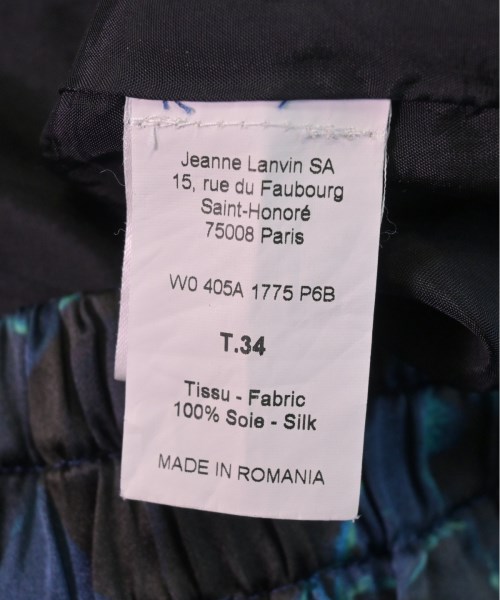 Jeanne Lanvin SA
15, rue du Faubourg
Saint-Honoré
75008 Paris
W0 405A 1775 P6B
T.34
Tissu - Fabric
100% Soie - Silk
MADE IN ROMANIA